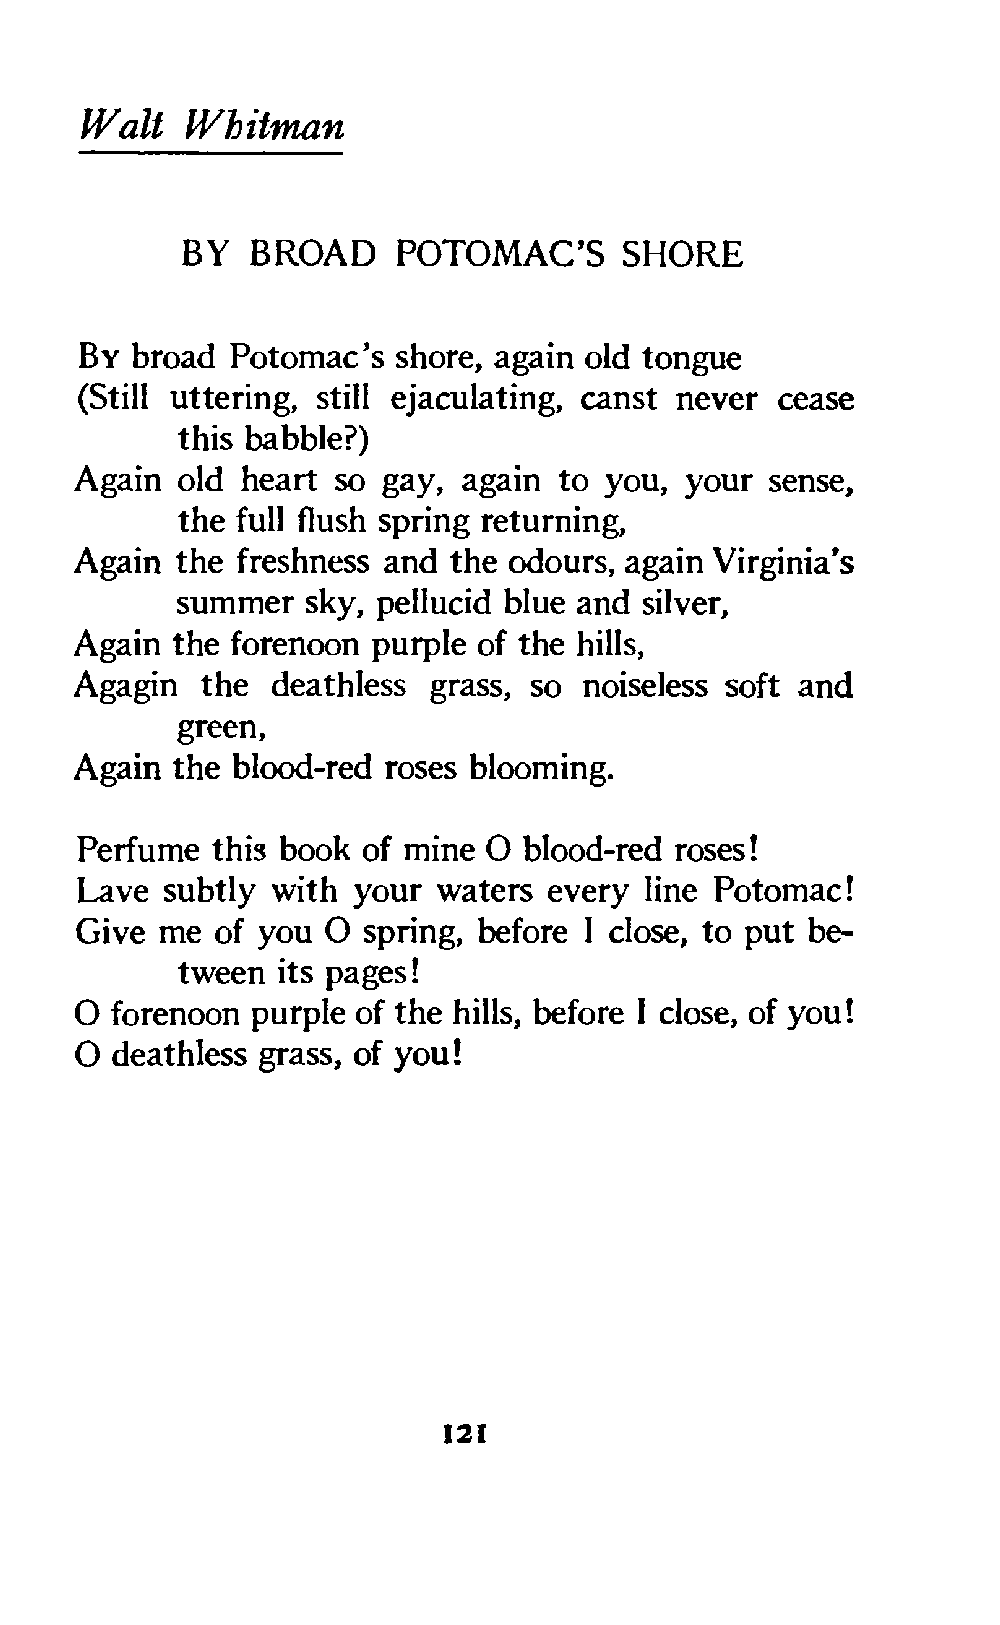 Walt Whitman
BY BROAD POTOMAC'S SHORE
By broad Potomac's shore, again old tongue
(Still uttering, still ejaculating, canst never cease
this babble?)
Again old heart so gay, again to you, your sense,
the full flush spring returning,
Again the freshness and the odours, again Virginia's
summer sky, pellucid blue and silver,
Again the forenoon purple of the hills,
Agagin the deathless grass, so noiseless soft and
green,
Again the blood-red roses blooming.
Perfume this book of mine O blood-red roses!
Lave subtly with your waters every line Potomac!
Give me of you O spring, before I close, to put be-
tween its pages!
O forenoon purple of the hills, before I close, of you!
O deathless grass, of you!
121